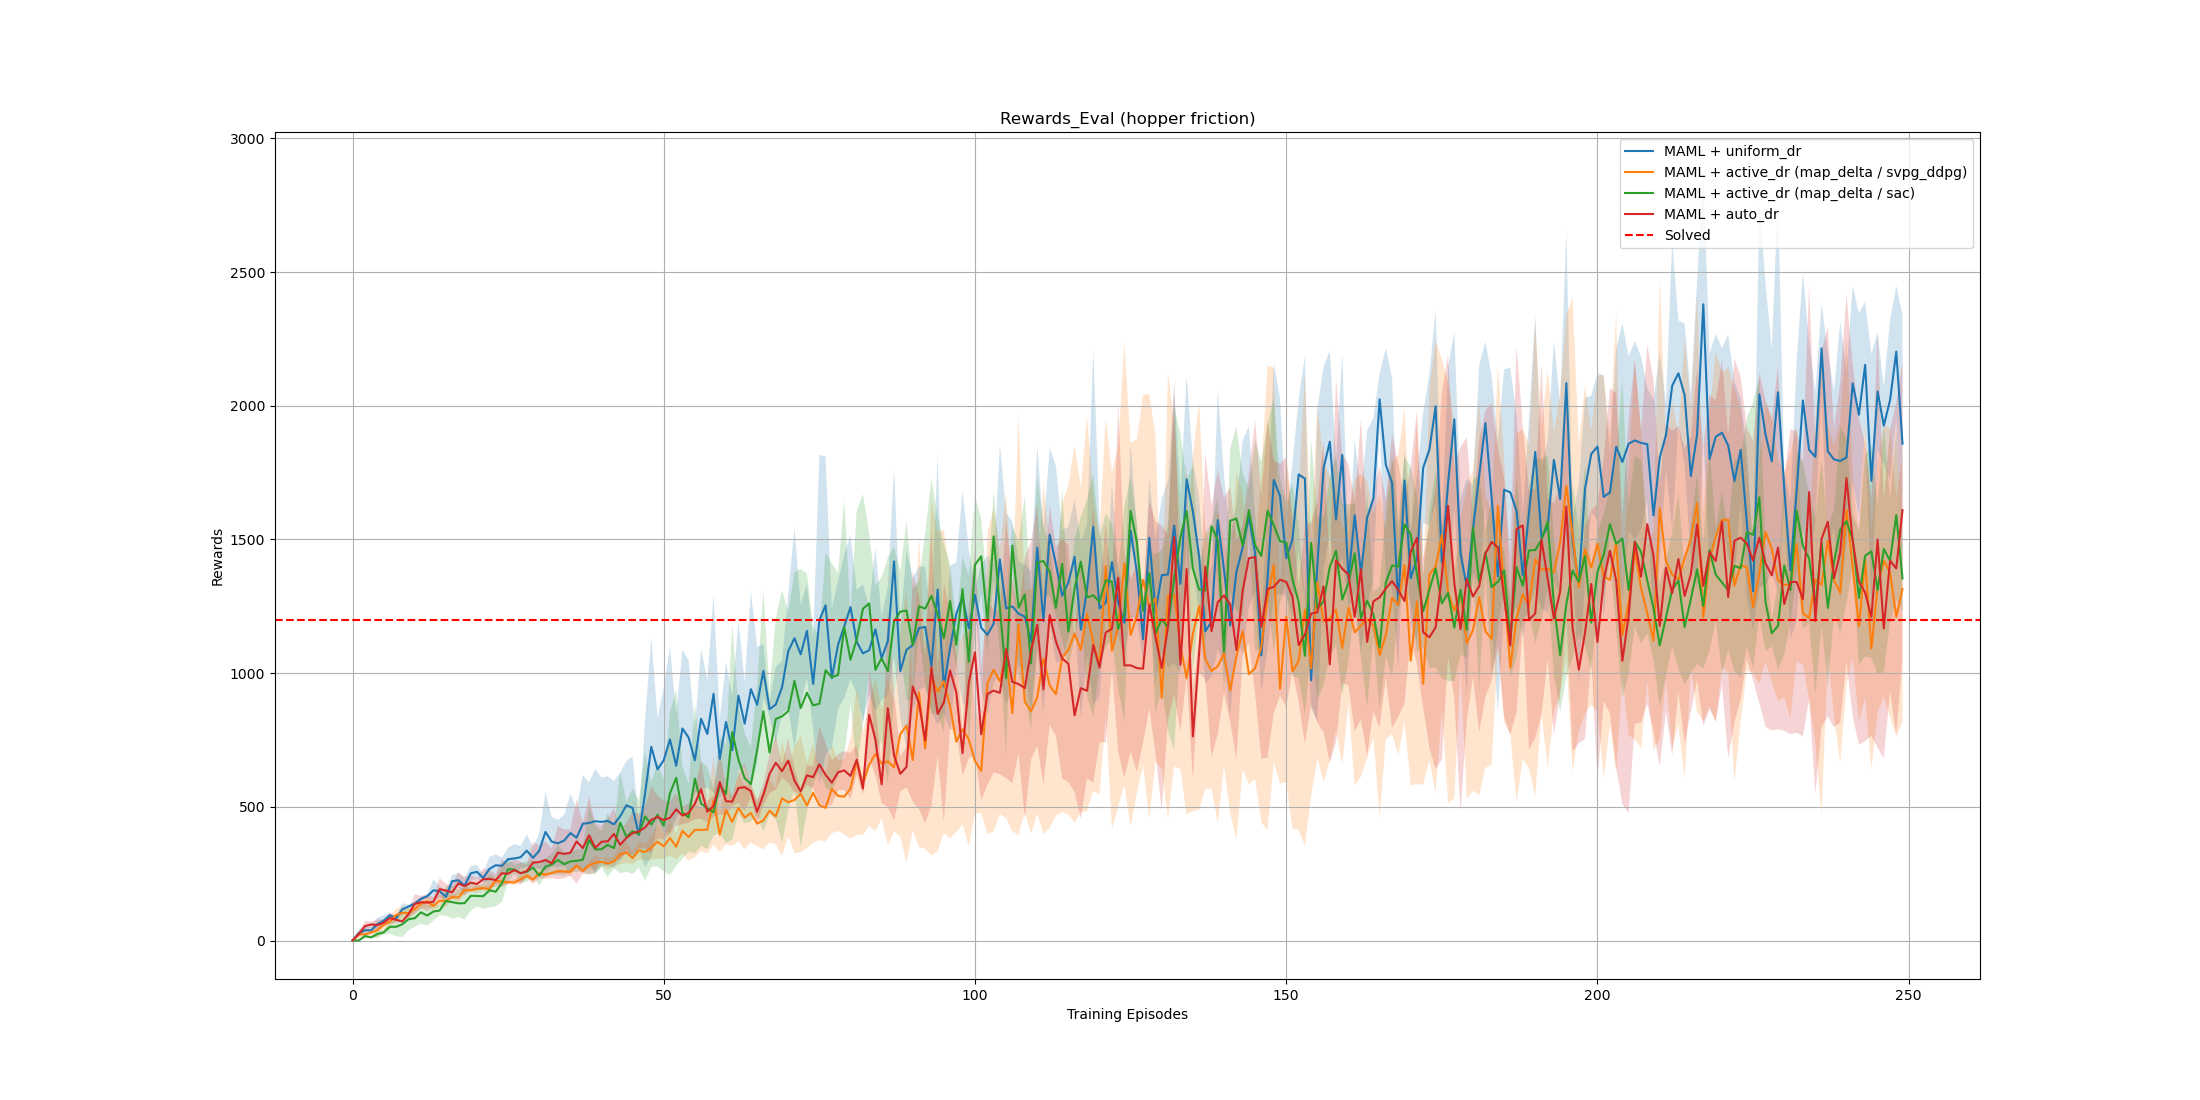 Rewards_Eval (hopper friction)
MAML + uniform_dr
MAML + active_dr (map_delta / svpg_ddpg)
MAML + active_dr (map_delta / sac)
MAML + auto_dr
Solved
3000
2500
2000
1500
1000
500
0
Rewards
0 50 100 150 200 250
Training Episodes